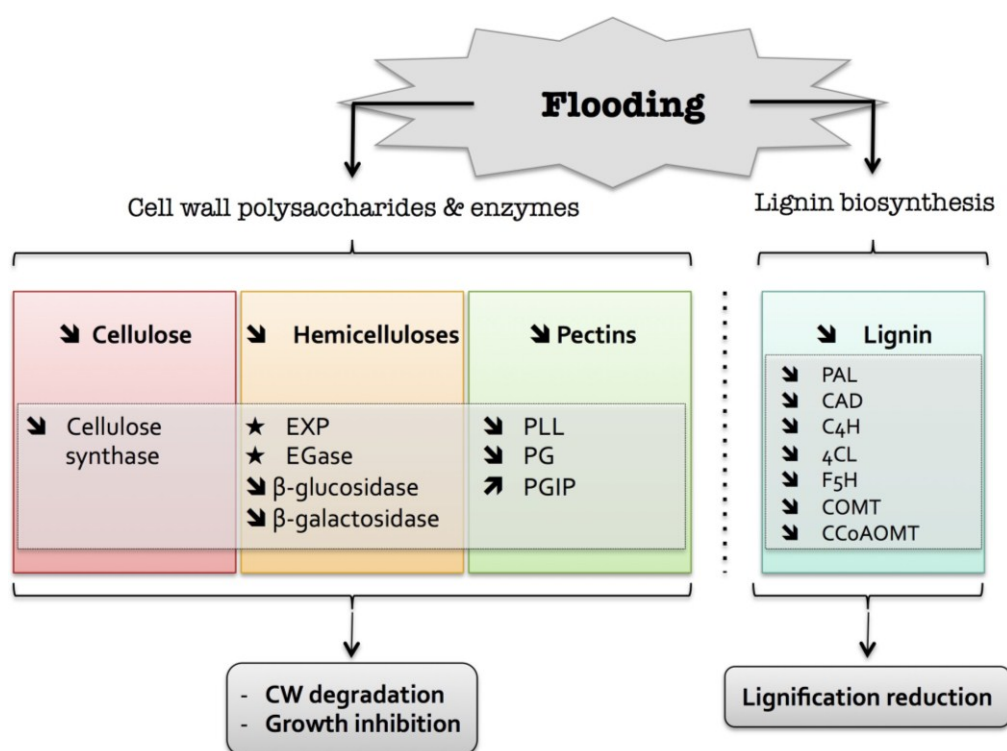 Flooding
Cell wall polysaccharides & enzymes
Lignin biosynthesis
↘ Cellulose
↘ Hemicelluloses
↘ Pectins
↘ Lignin
↘ Cellulose
synthase
★ EXP
★ EGase
↘ β-glucosidase
↘ β-galactosidase
↘ PLL
↘ PG
↗ PGIP
↘ PAL
↘ CAD
↘ C4H
↘ 4CL
↘ F5H
↘ COMT
↘ CCoAOMT
- CW degradation
- Growth inhibition
Lignification reduction